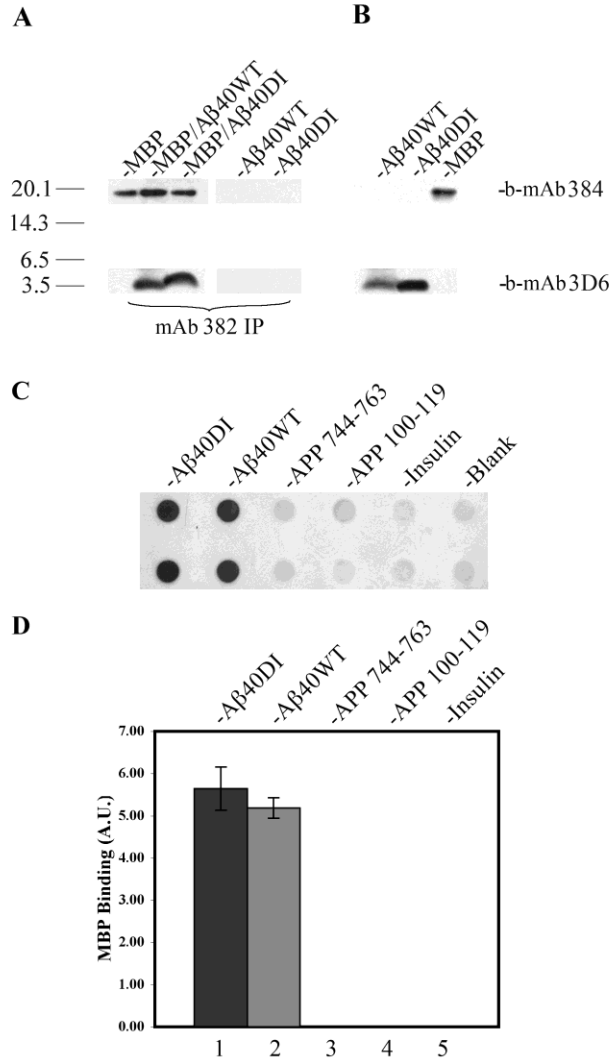 A
B
-MBP
-MBP/Aβ40WT
-MBP/Aβ40DI
-Aβ40WT
-Aβ40DI
-Aβ40WT
-Aβ40DI
-MBP
20.1
14.3
6.5
3.5
-b-mAb384
-b-mAb3D6
mAb 382 IP
C
-Aβ40DI
-Aβ40WT
-APP 744-763
-APP 100-119
-Insulin
-Blank
D
-Aβ40DI
-Aβ40WT
-APP 744-763
-APP 100-119
-Insulin
MBP Binding (A.U.)
7.00
6.00
5.00
4.00
3.00
2.00
1.00
0.00
1 2 3 4 5